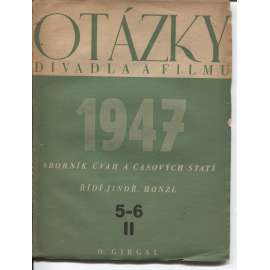 OTÁZKY
DIVADLA A FILMU
1947
SBORNÍK ÚVAH A ČASOVÝCH STATÍ
ŘÍDÍ JINDŘ. HONZL
5-6
II
O. GIRGAL